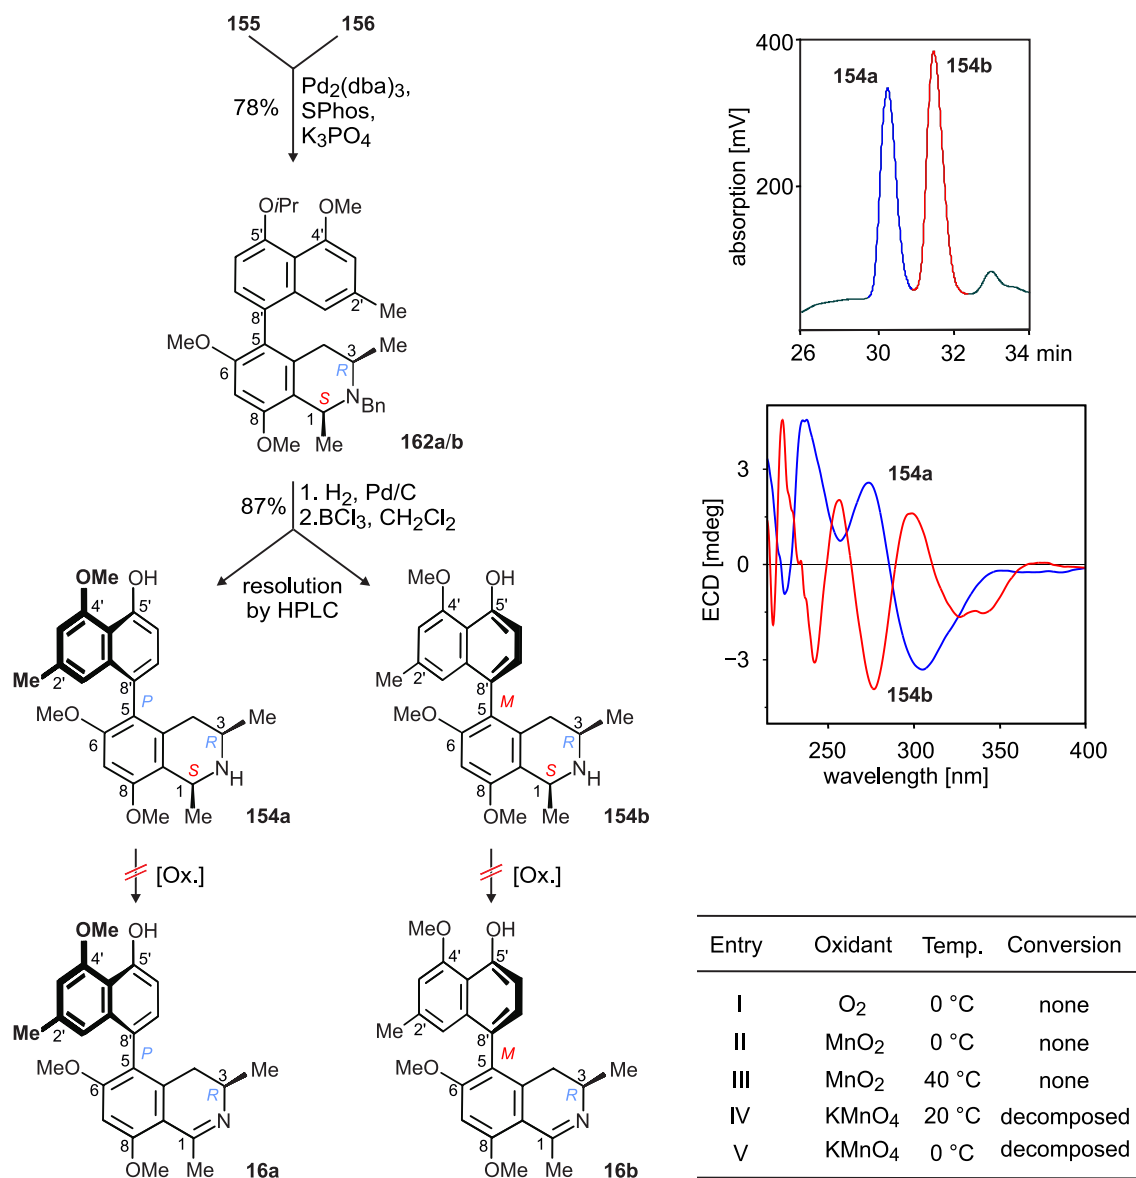 155 156
78%
Pd2(dba)3,
SPhos,
K3PO4
OiPr OMe
5' 4'
2' Me
8'
MeO 5 3 Me
6 R
S N Bn
8 1
OMe Me
162a/b
87%
1. H2, Pd/C
2.BCl3, CH2Cl2
resolution
by HPLC
OMe OH
4' 5'
Me 2' 8'
P
MeO 5 3 Me
6 R
S NH
8 1
OMe Me
154a
MeO OH
4' 5'
Me 2' 8'
M
MeO 5 3 Me
6 R
S NH
8 1
OMe Me
154b
[Ox.] [Ox.]
OMe OH
4' 5'
Me 2' 8'
P
MeO 5 3 Me
6 R
N
8 1
OMe Me
16a
MeO OH
4' 5'
Me 2' 8'
M
MeO 5 3 Me
6 R
N
8 1
OMe Me
16b
absorption [mV]
400
200
154a 154b
26 30 32 34 min
ECD [mdeg]
3
0
−3
154a
154b
250 300 350 400
wavelength [nm]
Entry Oxidant Temp. Conversion
I O2 0 °C none
II MnO2 0 °C none
III MnO2 40 °C none
IV KMnO4 20 °C decomposed
V KMnO4 0 °C decomposed